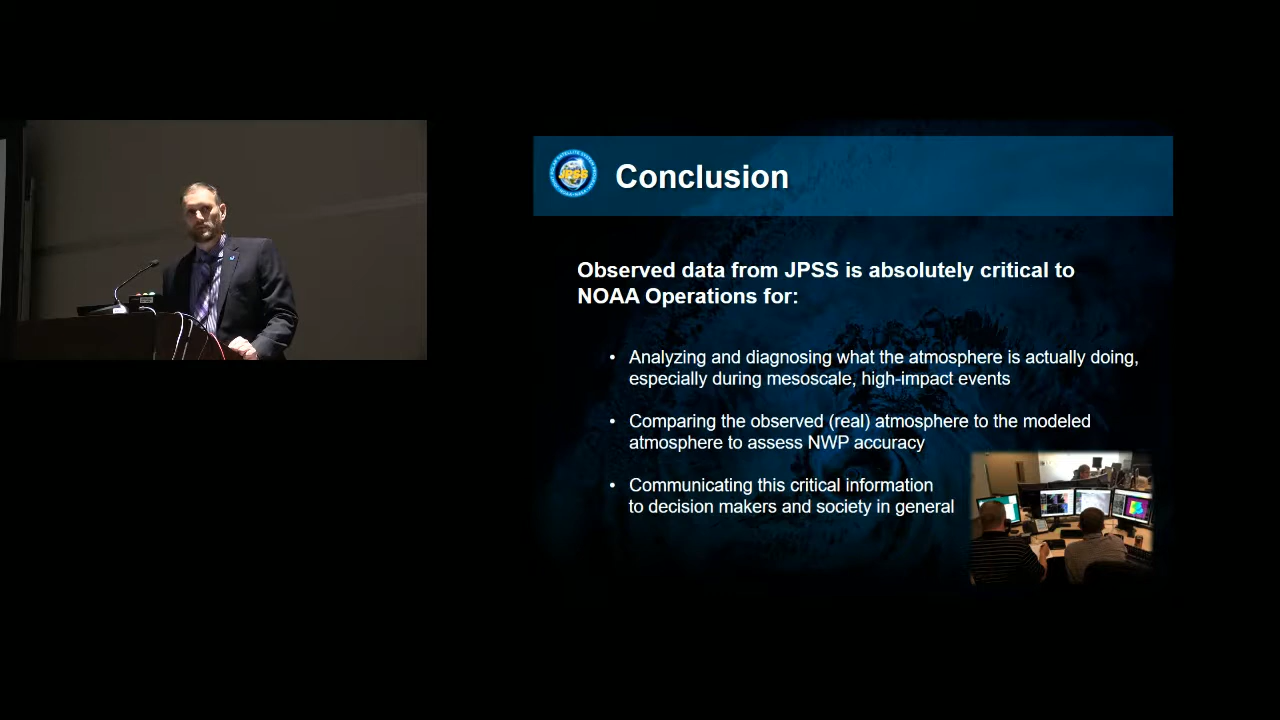 JPSS
Conclusion
Observed data from JPSS is absolutely critical to
NOAA Operations for:
• Analyzing and diagnosing what the atmosphere is actually doing,
especially during mesoscale, high-impact events
• Comparing the observed (real) atmosphere to the modeled
atmosphere to assess NWP accuracy
• Communicating this critical information
to decision makers and society in general